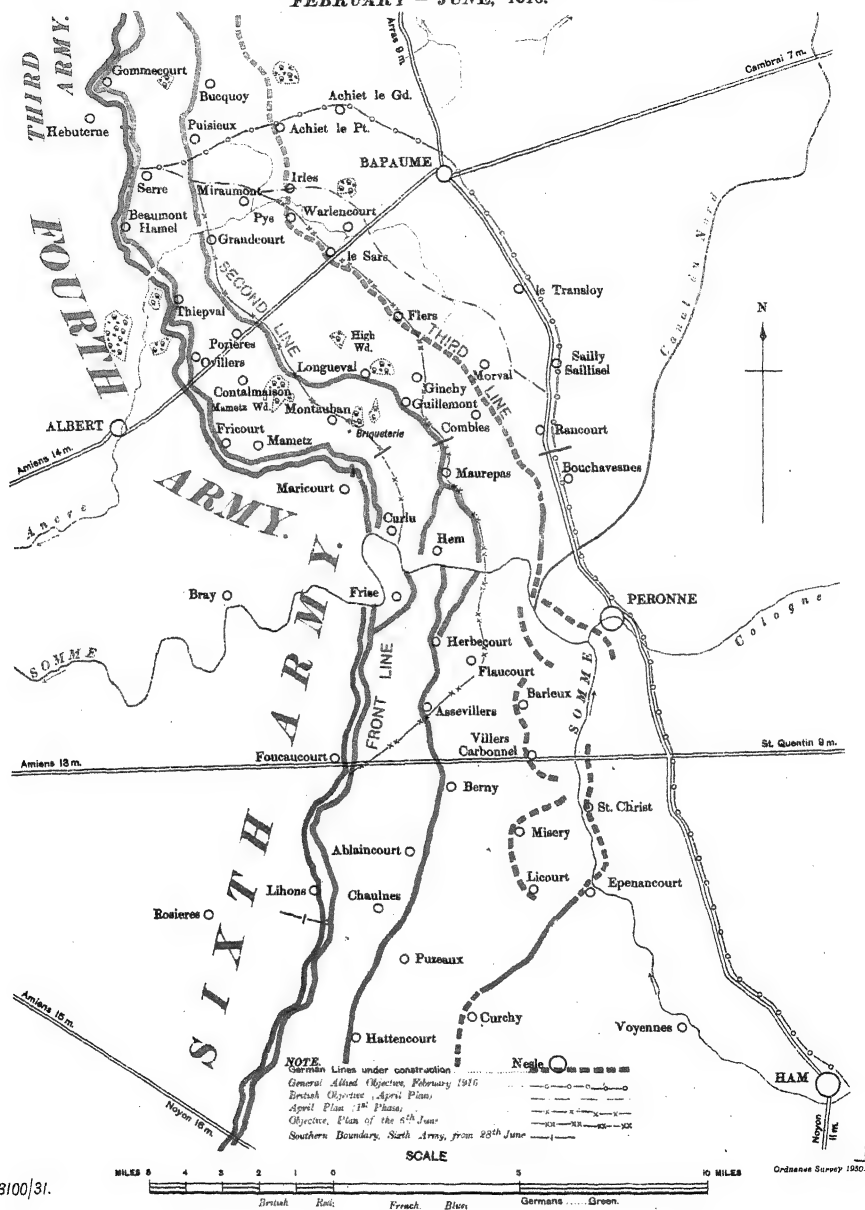 FEBRUARY – JUNE, 1916.
THIRD ARMY.
Arras 9 m.
Cambrai 7 m.
Gommecourt
Bucquoy
Achiet le Gd.
Hebuterne
Puisieux
Achiet le Pt.
BAPAUME
Serre
Miraumont
Irles
Pys
Warlencourt
Beaumont
Hamel
Grandcourt
le Sars
Canal du Nord
FOURTH ARMY.
SECOND LINE
le Transloy
Thiepval
Flers
THIRD LINE
N
Pozieres
High
Wd.
Ovillers
Longueval
Morval
Sailly
Saillisel
Contalmaison
Ginchy
Mametz Wd.
Guillemont
Montauban
Combles
ALBERT
Briqueterie
Rancourt
Fricourt
Mametz
Amiens 14 m.
Maurepas
Bouchavesnes
Maricourt
Ancre
Curlu
Hem
Bray
Frise
PERONNE
Cologne
SOMME
Herbecourt
Flaucourt
SOMME
FRONT LINE
Assevillers
Barleux
Villers
Carbonnel
Foucaucourt
Amiens 13 m.
St. Quentin 9 m.
Berny
St. Christ
SIXTH ARMY.
Misery
Ablaincourt
Licourt
Lihons
Chaulnes
Epenancourt
Rosieres
Puzeaux
Amiens 15 m.
Curchy
Voyennes
Hattencourt
Nesle
HAM
Noyon 16 m.
Noyon
11 m.
NOTE.
German Lines under construction
General Allied Objective, February 1916
British Objective (April Plan)
April Plan (1st Phase)
Objective, Plan of the 6th June
Southern Boundary, Sixth Army, from 28th June
SCALE
MILES 5 4 3 2 1 0 5 10 MILES
Ordnance Survey 1930.
3100/31.
British Red;
French Blue;
Germans ...... Green.